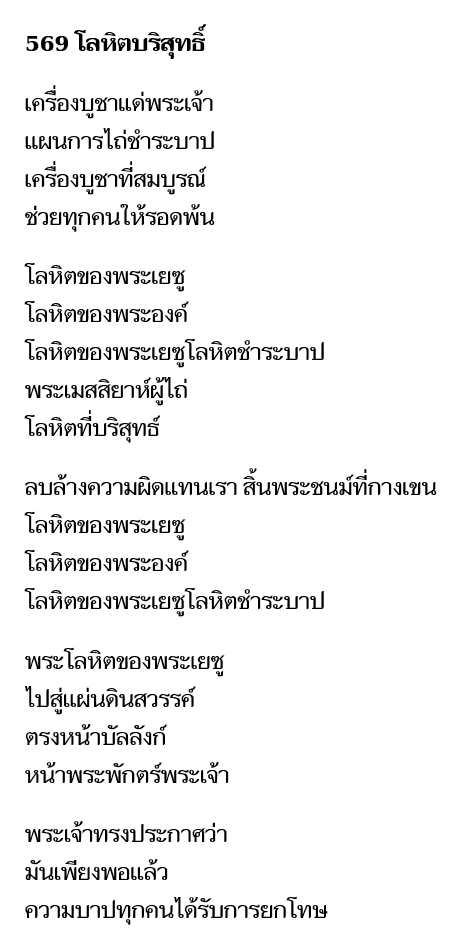 569 โลหิตบริสุทธิ์
เครื่องบูชาแด่พระเจ้า
แผนการไถ่ชำระบาป
เครื่องบูชาที่สมบูรณ์
ช่วยทุกคนให้รอดพ้น
โลหิตของพระเยซู
โลหิตของพระองค์
โลหิตของพระเยซูโลหิตชำระบาป
พระเมสสิยาห์ผู้ไถ่
โลหิตที่บริสุทธ์
ลบล้างความผิดแทนเรา สิ้นพระชนม์ที่กางเขน
โลหิตของพระเยซู
โลหิตของพระองค์
โลหิตของพระเยซูโลหิตชำระบาป
พระโลหิตของพระเยซู
ไปสู่แผ่นดินสวรรค์
ตรงหน้าบัลลังก์
หน้าพระพักตร์พระเจ้า
พระเจ้าทรงประกาศว่า
มันเพียงพอแล้ว
ความบาปทุกคนได้รับการยกโทษ